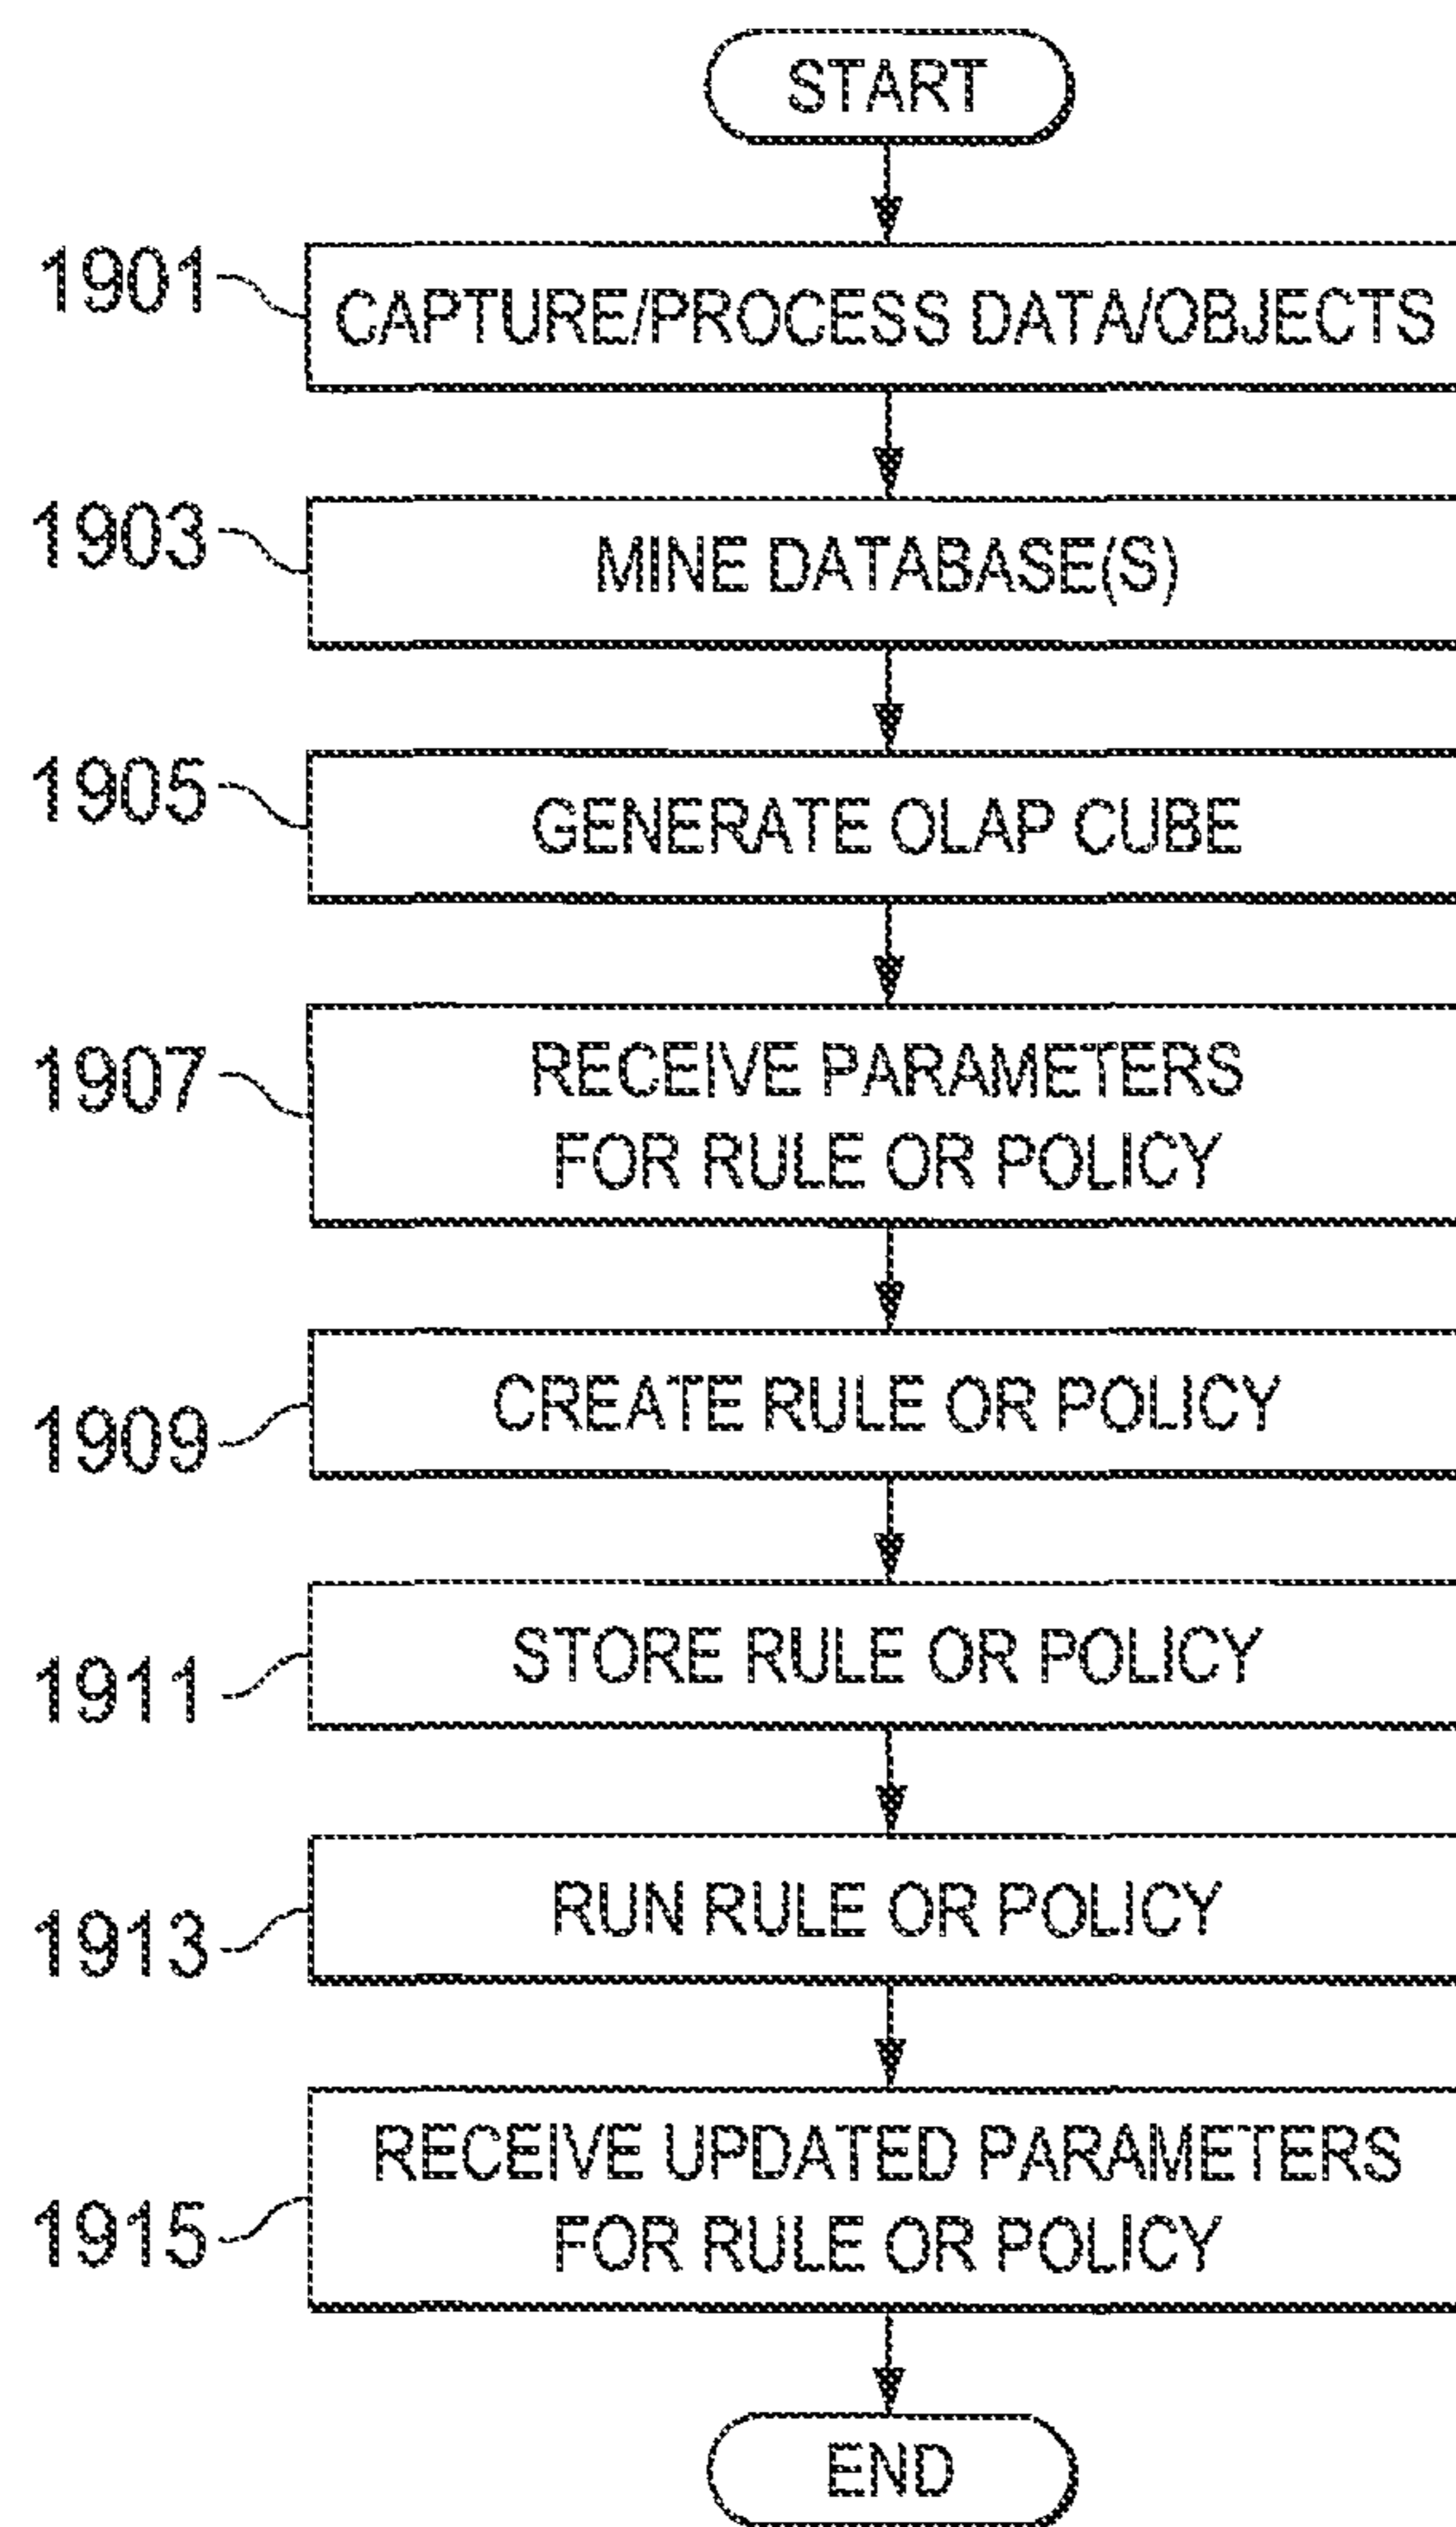 START
1901
CAPTURE/PROCESS DATA/OBJECTS
1903
MINE DATABASE(S)
1905
GENERATE OLAP CUBE
1907
RECEIVE PARAMETERS
FOR RULE OR POLICY
1909
CREATE RULE OR POLICY
1911
STORE RULE OR POLICY
1913
RUN RULE OR POLICY
1915
RECEIVE UPDATED PARAMETERS
FOR RULE OR POLICY
END